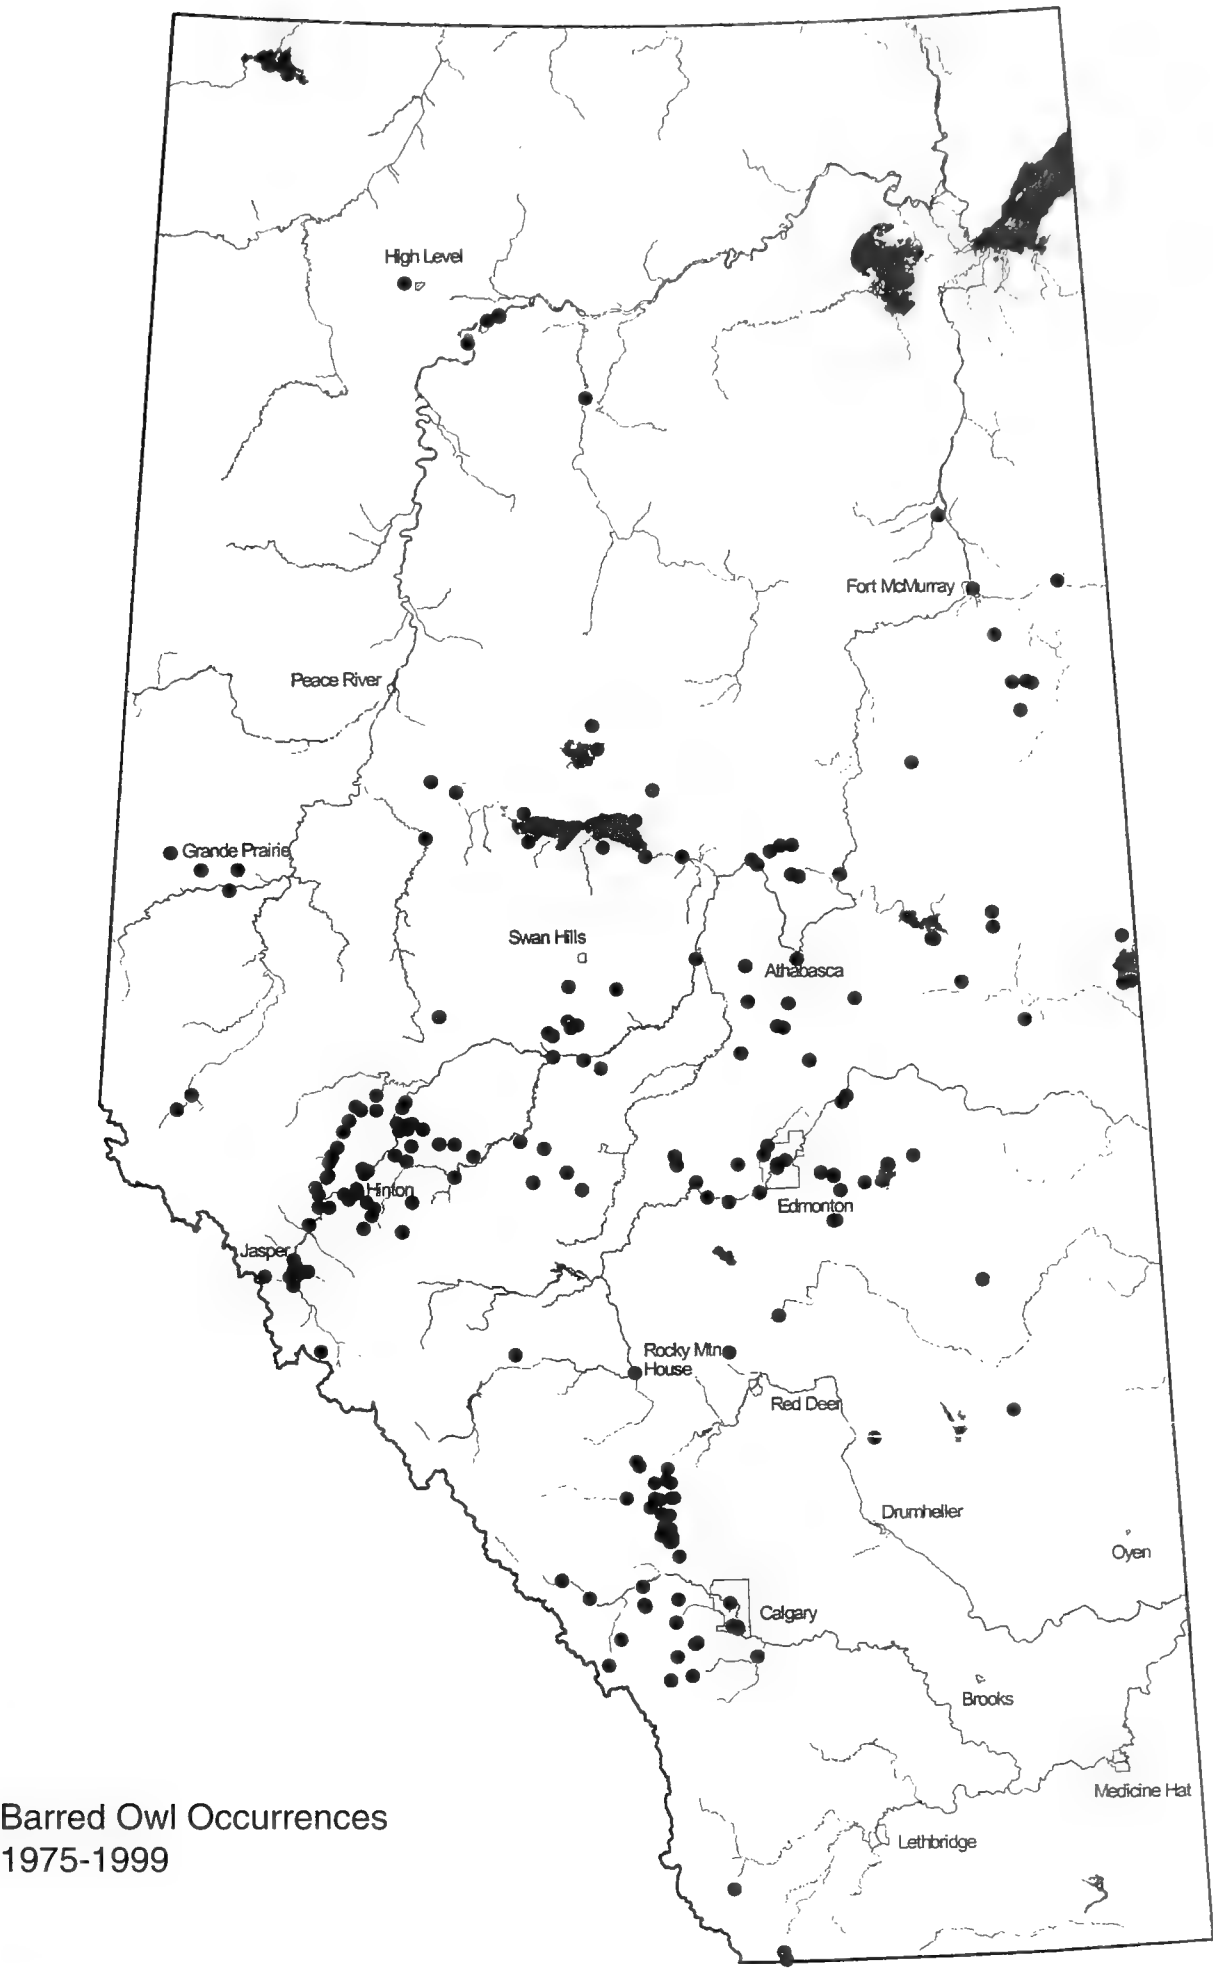 High Level
Fort McMurray
Peace River
Grande Prairie
Swan Hills
Athabasca
Hinton
Edmonton
Jasper
Rocky Mtn.
House
Red Deer
Drumheller
Oyen
Calgary
Brooks
Medicine Hat
Lethbridge
Barred Owl Occurrences
1975-1999